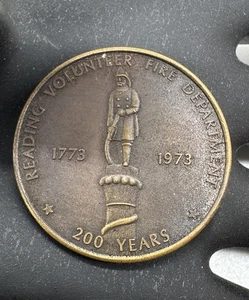 READING VOLUNTEER FIRE DEPARTMENT
1773 1973
200 YEARS